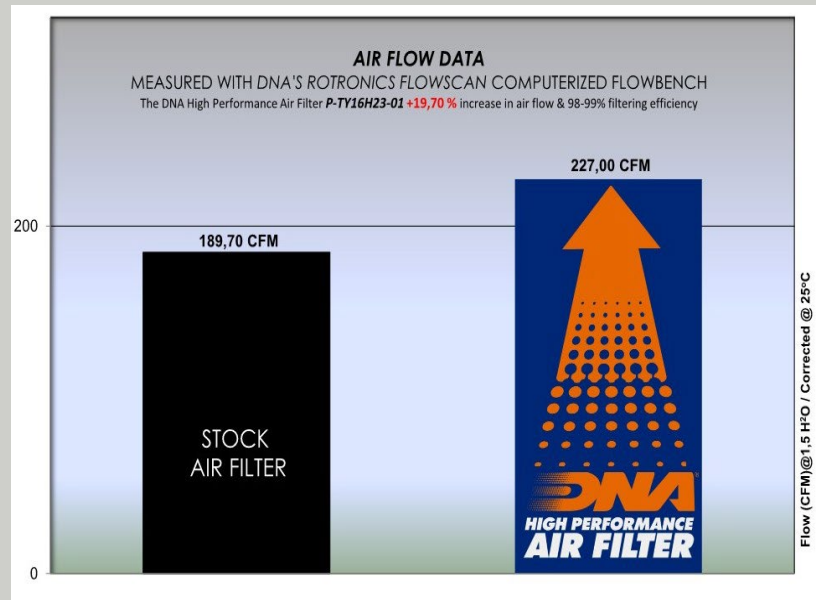 AIR FLOW DATA
MEASURED WITH DNA'S ROTRONICS FLOWSCAN COMPUTERIZED FLOWBENCH
The DNA High Performance Air Filter P-TY16H23-01 +19,70 % increase in air flow & 98-99% filtering efficiency
227,00 CFM
200
189,70 CFM
STOCK
AIR FILTER
DNA®
HIGH PERFORMANCE
AIR FILTER
0
Flow (CFM)@1,5 H²O / Corrected @ 25°C